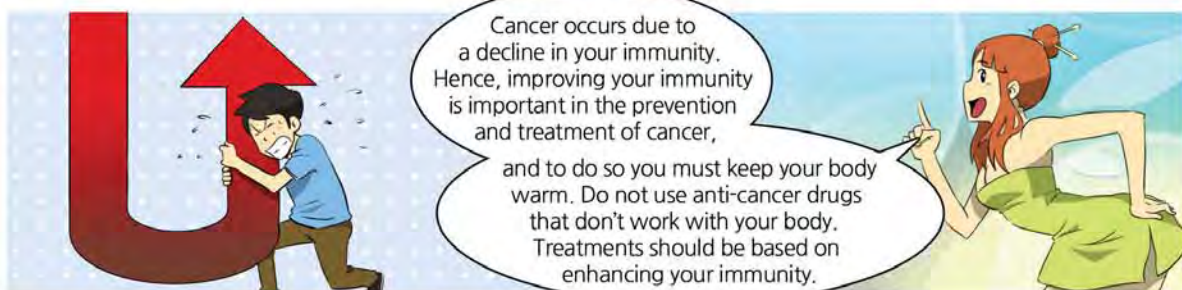 Cancer occurs due to
a decline in your immunity.
Hence, improving your immunity
is important in the prevention
and treatment of cancer,
and to do so you must keep your body
warm. Do not use anti-cancer drugs
that don't work with your body.
Treatments should be based on
enhancing your immunity.